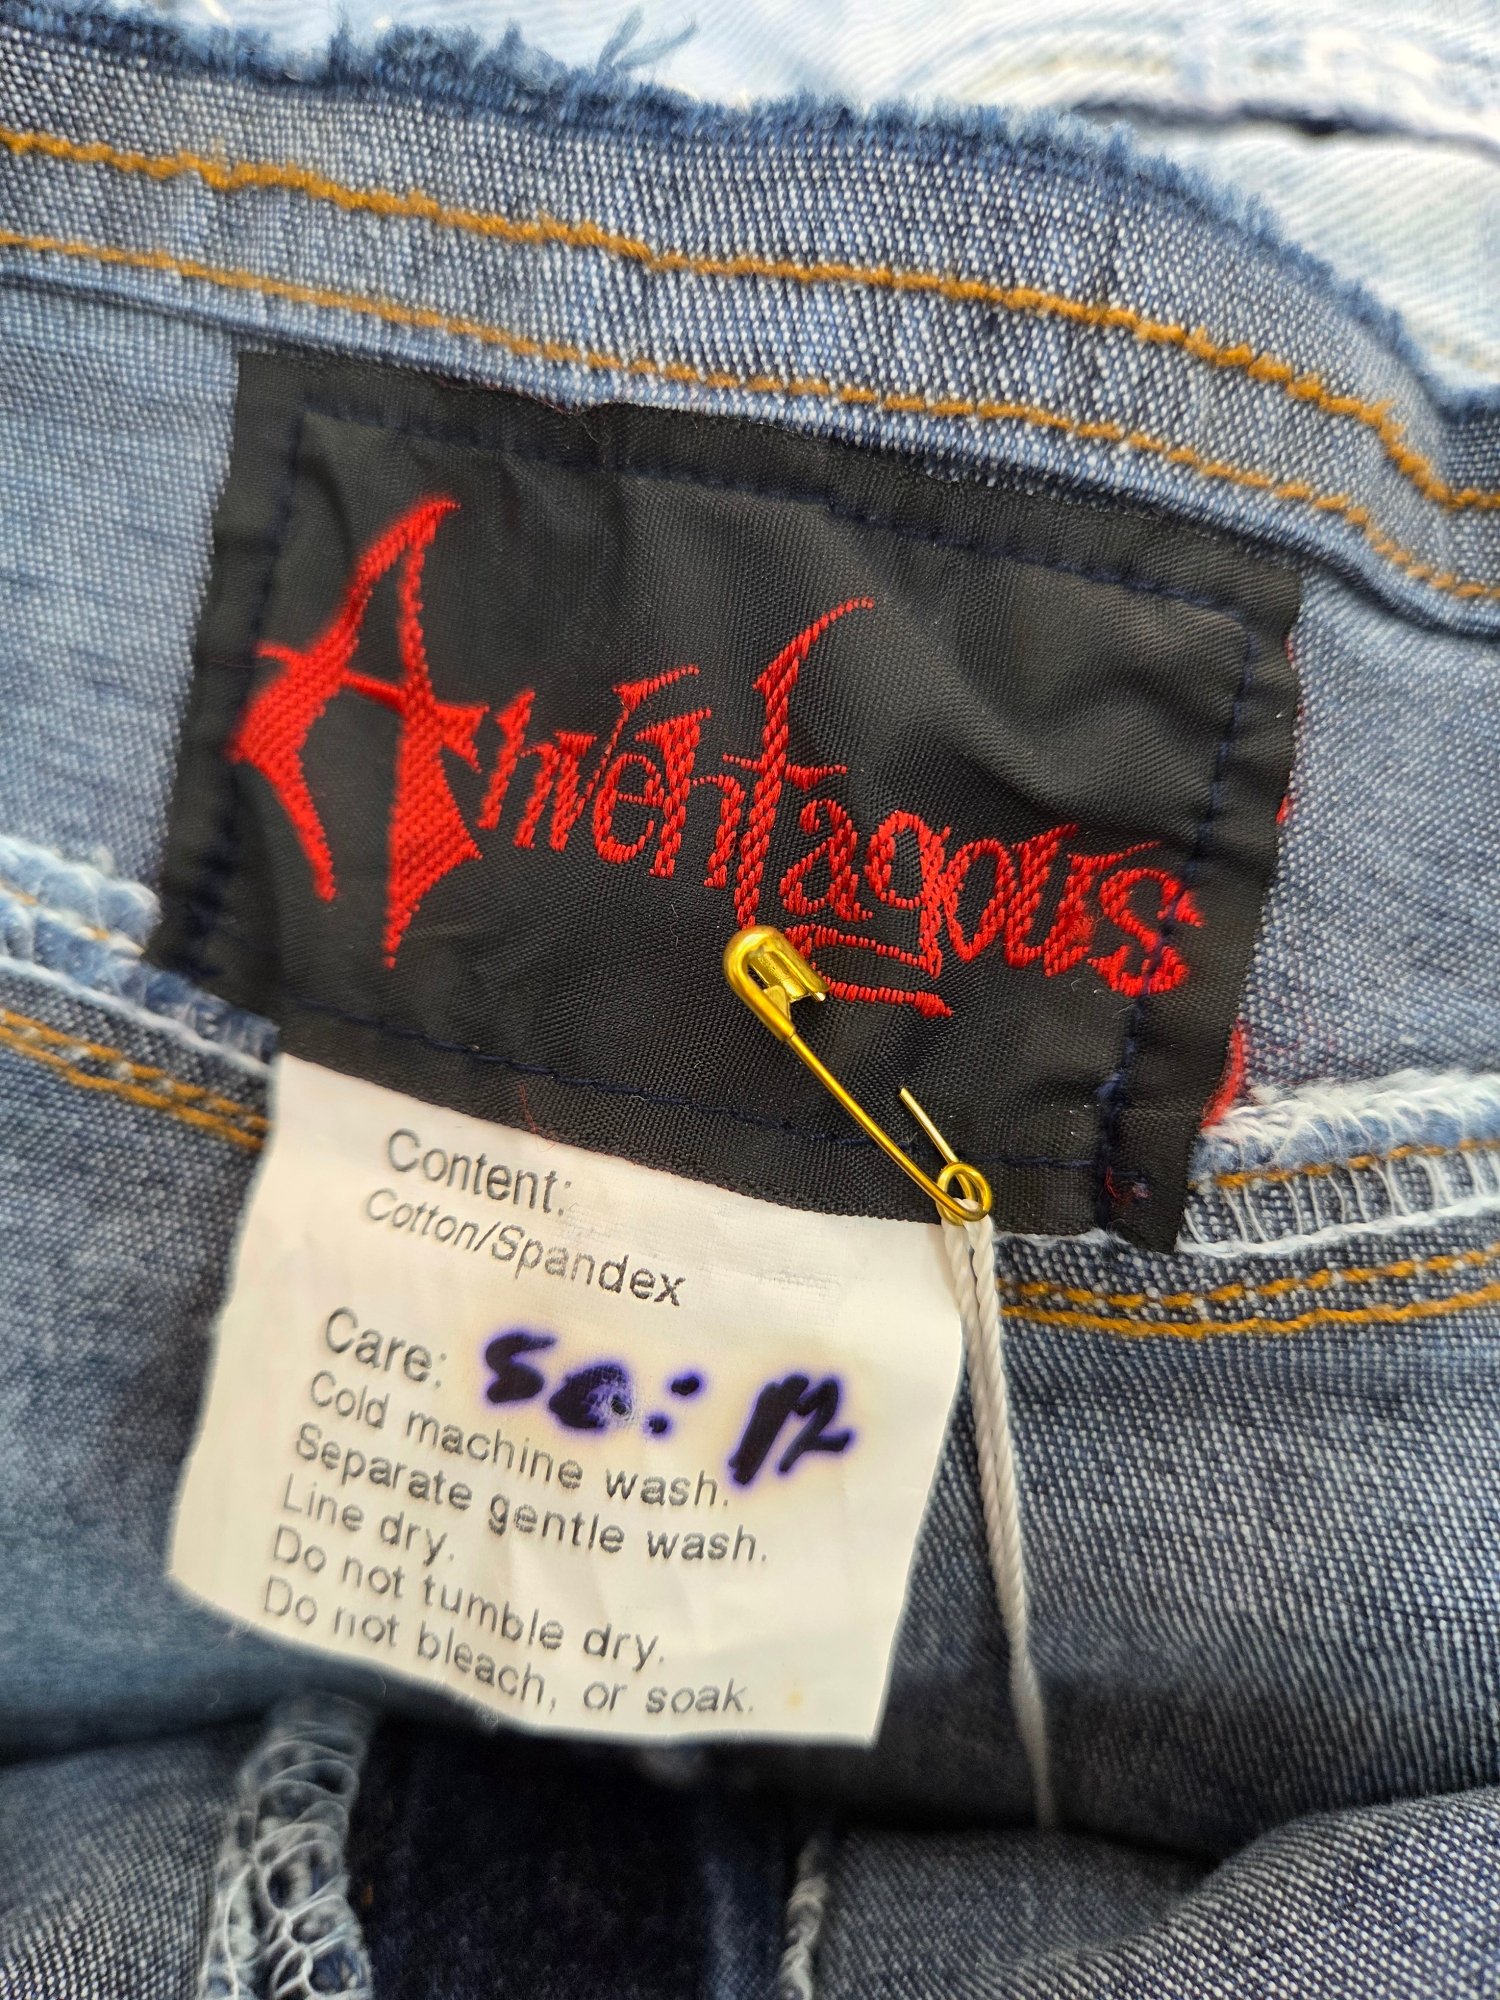 Anventagous
Content:
Cotton/Spandex
Care:
Cold machine wash.
Separate gentle wash.
Line dry.
Do not tumble dry.
Do not bleach, or soak.